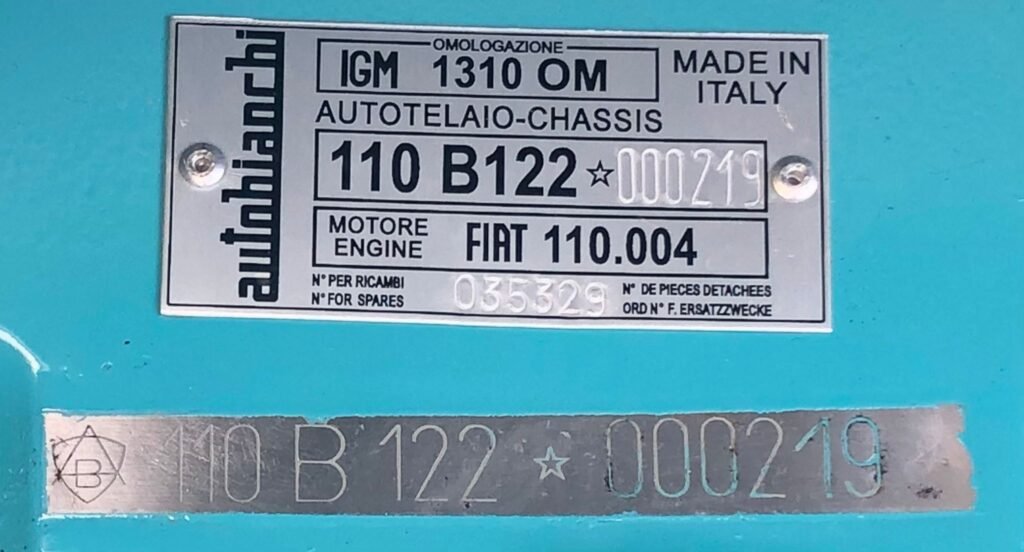 autobianchi
OMOLOGAZIONE
IGM 1310 OM
MADE IN
ITALY
AUTOTELAIO-CHASSIS
110 B122 ☆000219
MOTORE
ENGINE
FIAT 110.004
N° PER RICAMBI
N° FOR SPARES
035329
N° DE PIECES DETACHEES
ORD N° F. ERSATZZWECKE
AB 110 B 122 ☆ 000219